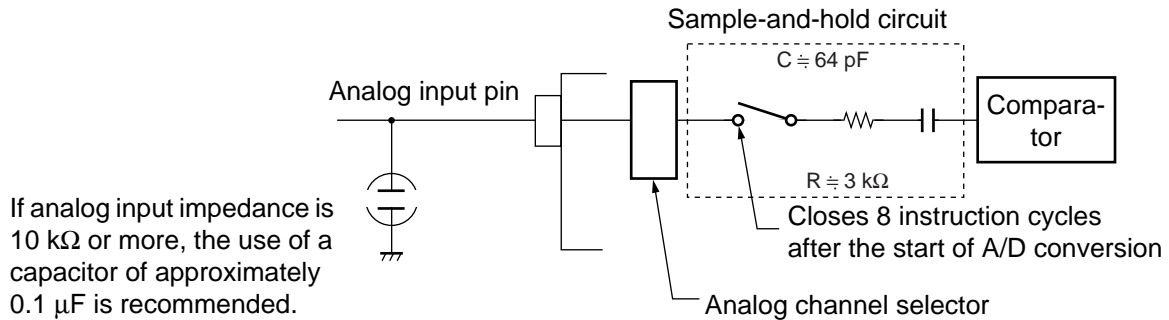 Sample-and-hold circuit
C ≒ 64 pF
Analog input pin
Compara-
tor
R ≒ 3 kΩ
If analog input impedance is
10 kΩ or more, the use of a
capacitor of approximately
0.1 µF is recommended.
Closes 8 instruction cycles
after the start of A/D conversion
Analog channel selector